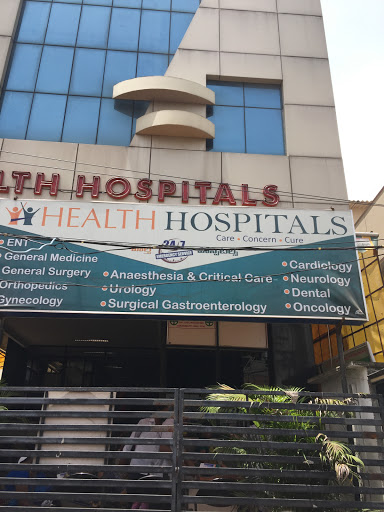 LTH HOSPITALS
HEALTH HOSPITALS
Care - Concern - Cure
24/7
ENT
General Medicine
General Surgery
Orthopedics
Gynecology
Anaesthesia & Critical Care
Urology
Surgical Gastroenterology
Cardiology
Neurology
Dental
Oncology